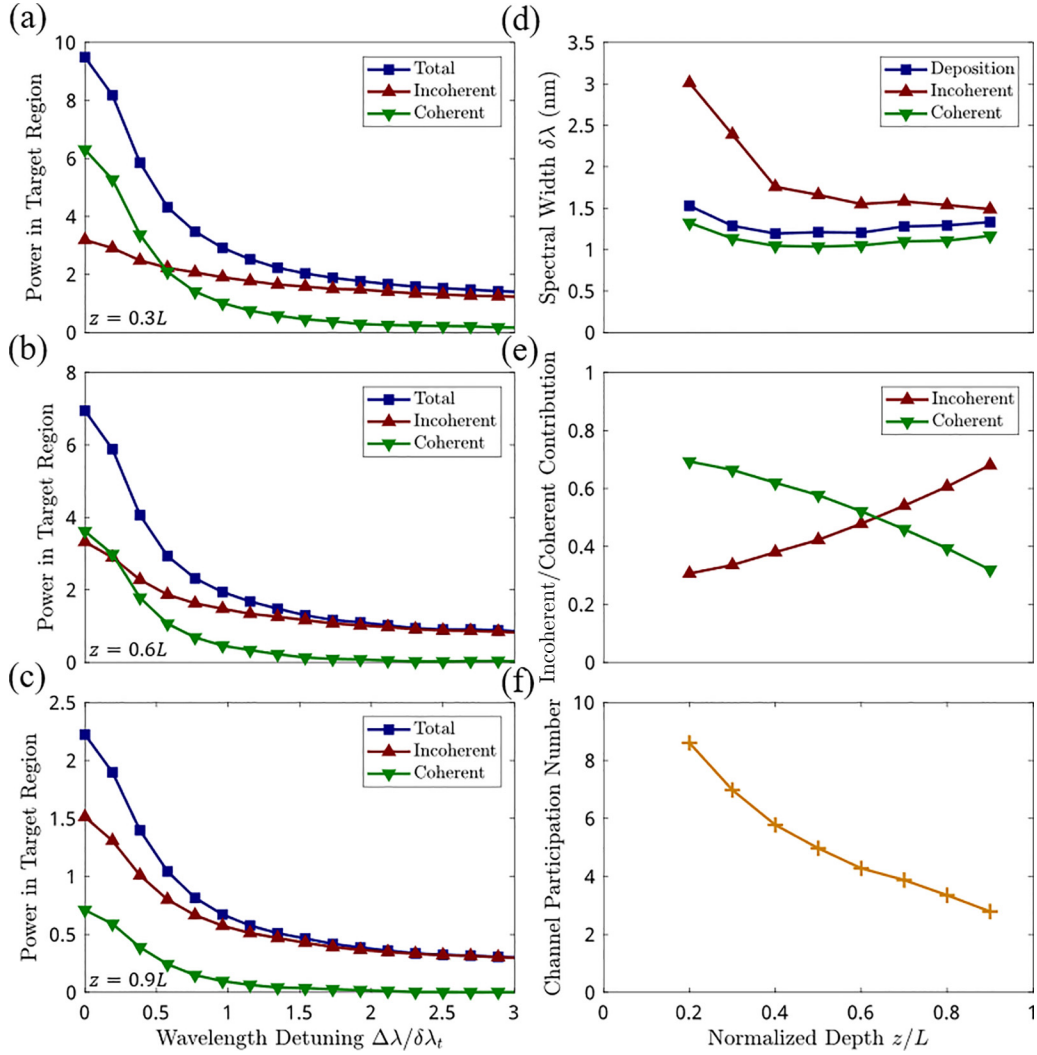 (a)
Power in Target Region
10
8
6
4
2
0
Total
Incoherent
Coherent
z = 0.3L
(b)
Power in Target Region
8
6
4
2
0
Total
Incoherent
Coherent
z = 0.6L
(c)
Power in Target Region
2.5
2
1.5
1
0.5
0
Total
Incoherent
Coherent
z = 0.9L
0 0.5 1 1.5 2 2.5 3
Wavelength Detuning Δλ/δλt
(d)
Spectral Width δλ (nm)
3.5
3
2.5
2
1.5
1
0.5
0
Deposition
Incoherent
Coherent
(e)
Incoherent/Coherent Contribution
1
0.8
0.6
0.4
0.2
0
Incoherent
Coherent
(f)
Channel Participation Number
10
8
6
4
2
0
0 0.2 0.4 0.6 0.8 1
Normalized Depth z/L